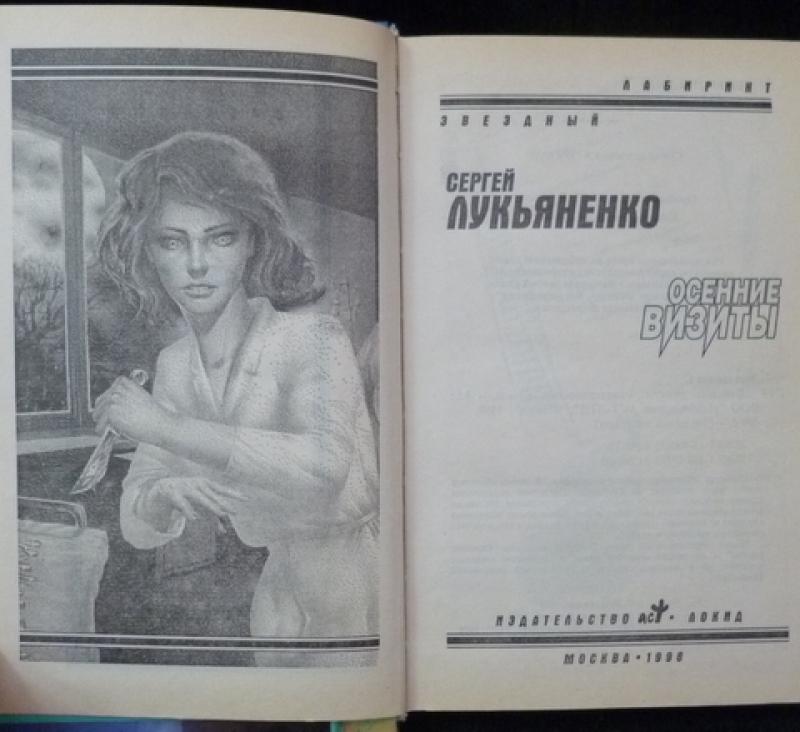 ЛАБИРИНТ
ЗВЕЗДНЫЙ
СЕРГЕЙ
ЛУКЬЯНЕНКО
ОСЕННИЕ
ВИЗИТЫ
ИЗДАТЕЛЬСТВО АСТ • ЛОКИД
МОСКВА • 1998